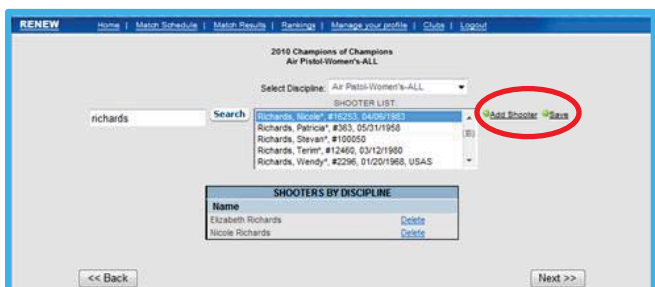 RENEW Home | Match Schedule | Match Results | Rankings | Manage your profile | Clubs | Logout
2010 Champions of Champions
Air Pistol-Women's-ALL
Select Discipline: Air Pistol-Women's-ALL
SHOOTER LIST:
richards Search Richards, Nicole*, #16253, 04/06/1983 Add Shooter Save
Richards, Patricia*, #363, 05/31/1958
Richards, Stevan*, #100050
Richards, Terim*, #12460, 03/12/1980
Richards, Wendy*, #2296, 01/20/1968, USAS
SHOOTERS BY DISCIPLINE
Name
Elizabeth Richards Delete
Nicole Richards Delete
<< Back Next >>